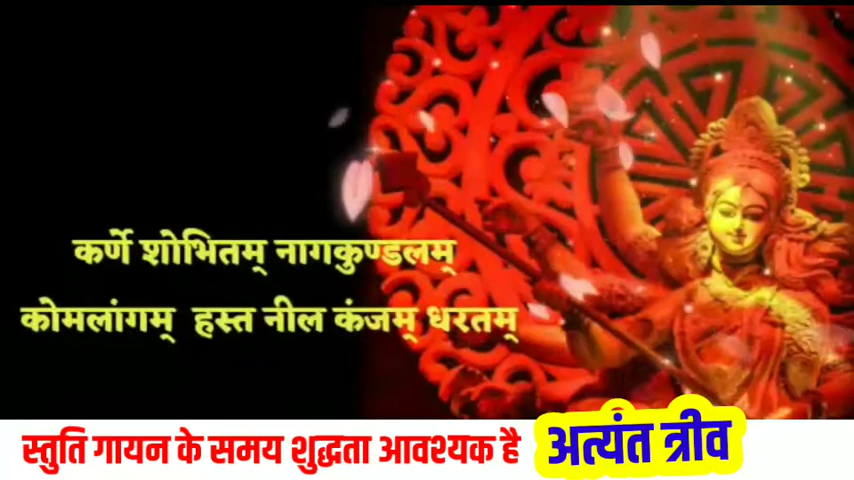 कर्णे शोभितम् नागकुण्डलम्
कोमलांगम् हस्त नील कंजम् धरतम्
स्तुति गायन के समय शुद्धता आवश्यक है
अत्यंत त्रीव